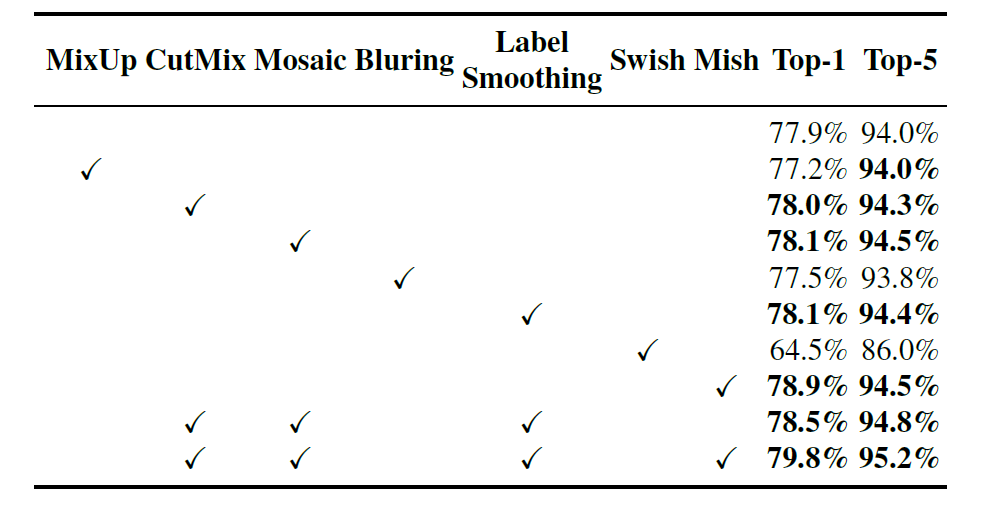 MixUp CutMix Mosaic Bluring Label Smoothing Swish Mish Top-1 Top-5
77.9% 94.0%
✓ 77.2% 94.0%
✓ 78.0% 94.3%
✓ 78.1% 94.5%
✓ 77.5% 93.8%
✓ 78.1% 94.4%
✓ 64.5% 86.0%
✓ 78.9% 94.5%
✓ ✓ ✓ 78.5% 94.8%
✓ ✓ ✓ ✓ 79.8% 95.2%